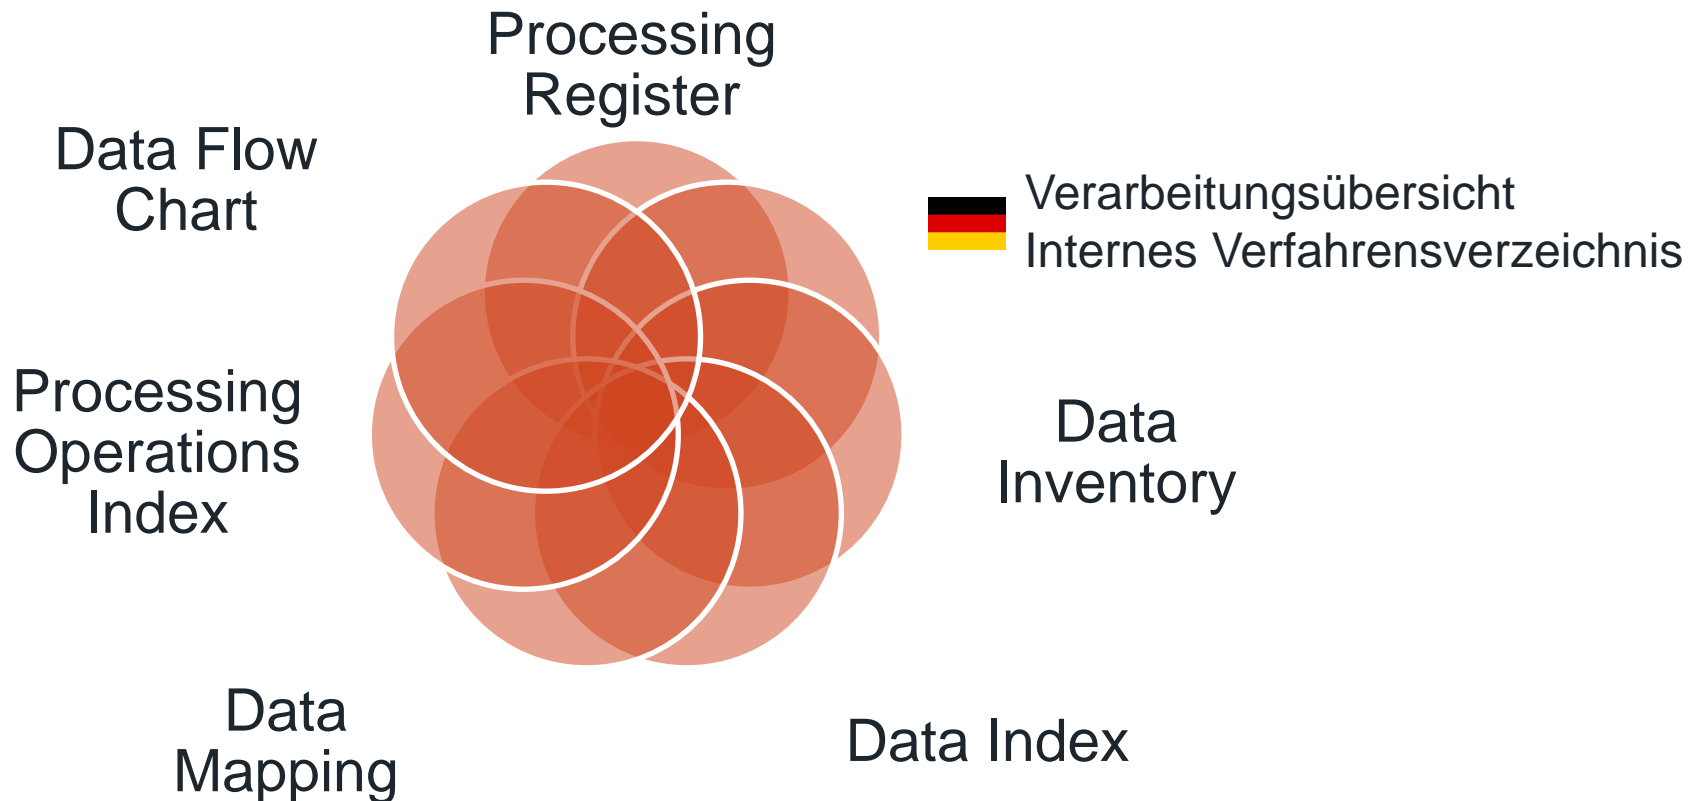 Processing
Register
Data Flow
Chart
Verarbeitungsübersicht
Internes Verfahrensverzeichnis
Processing
Operations
Index
Data
Inventory
Data
Mapping
Data Index